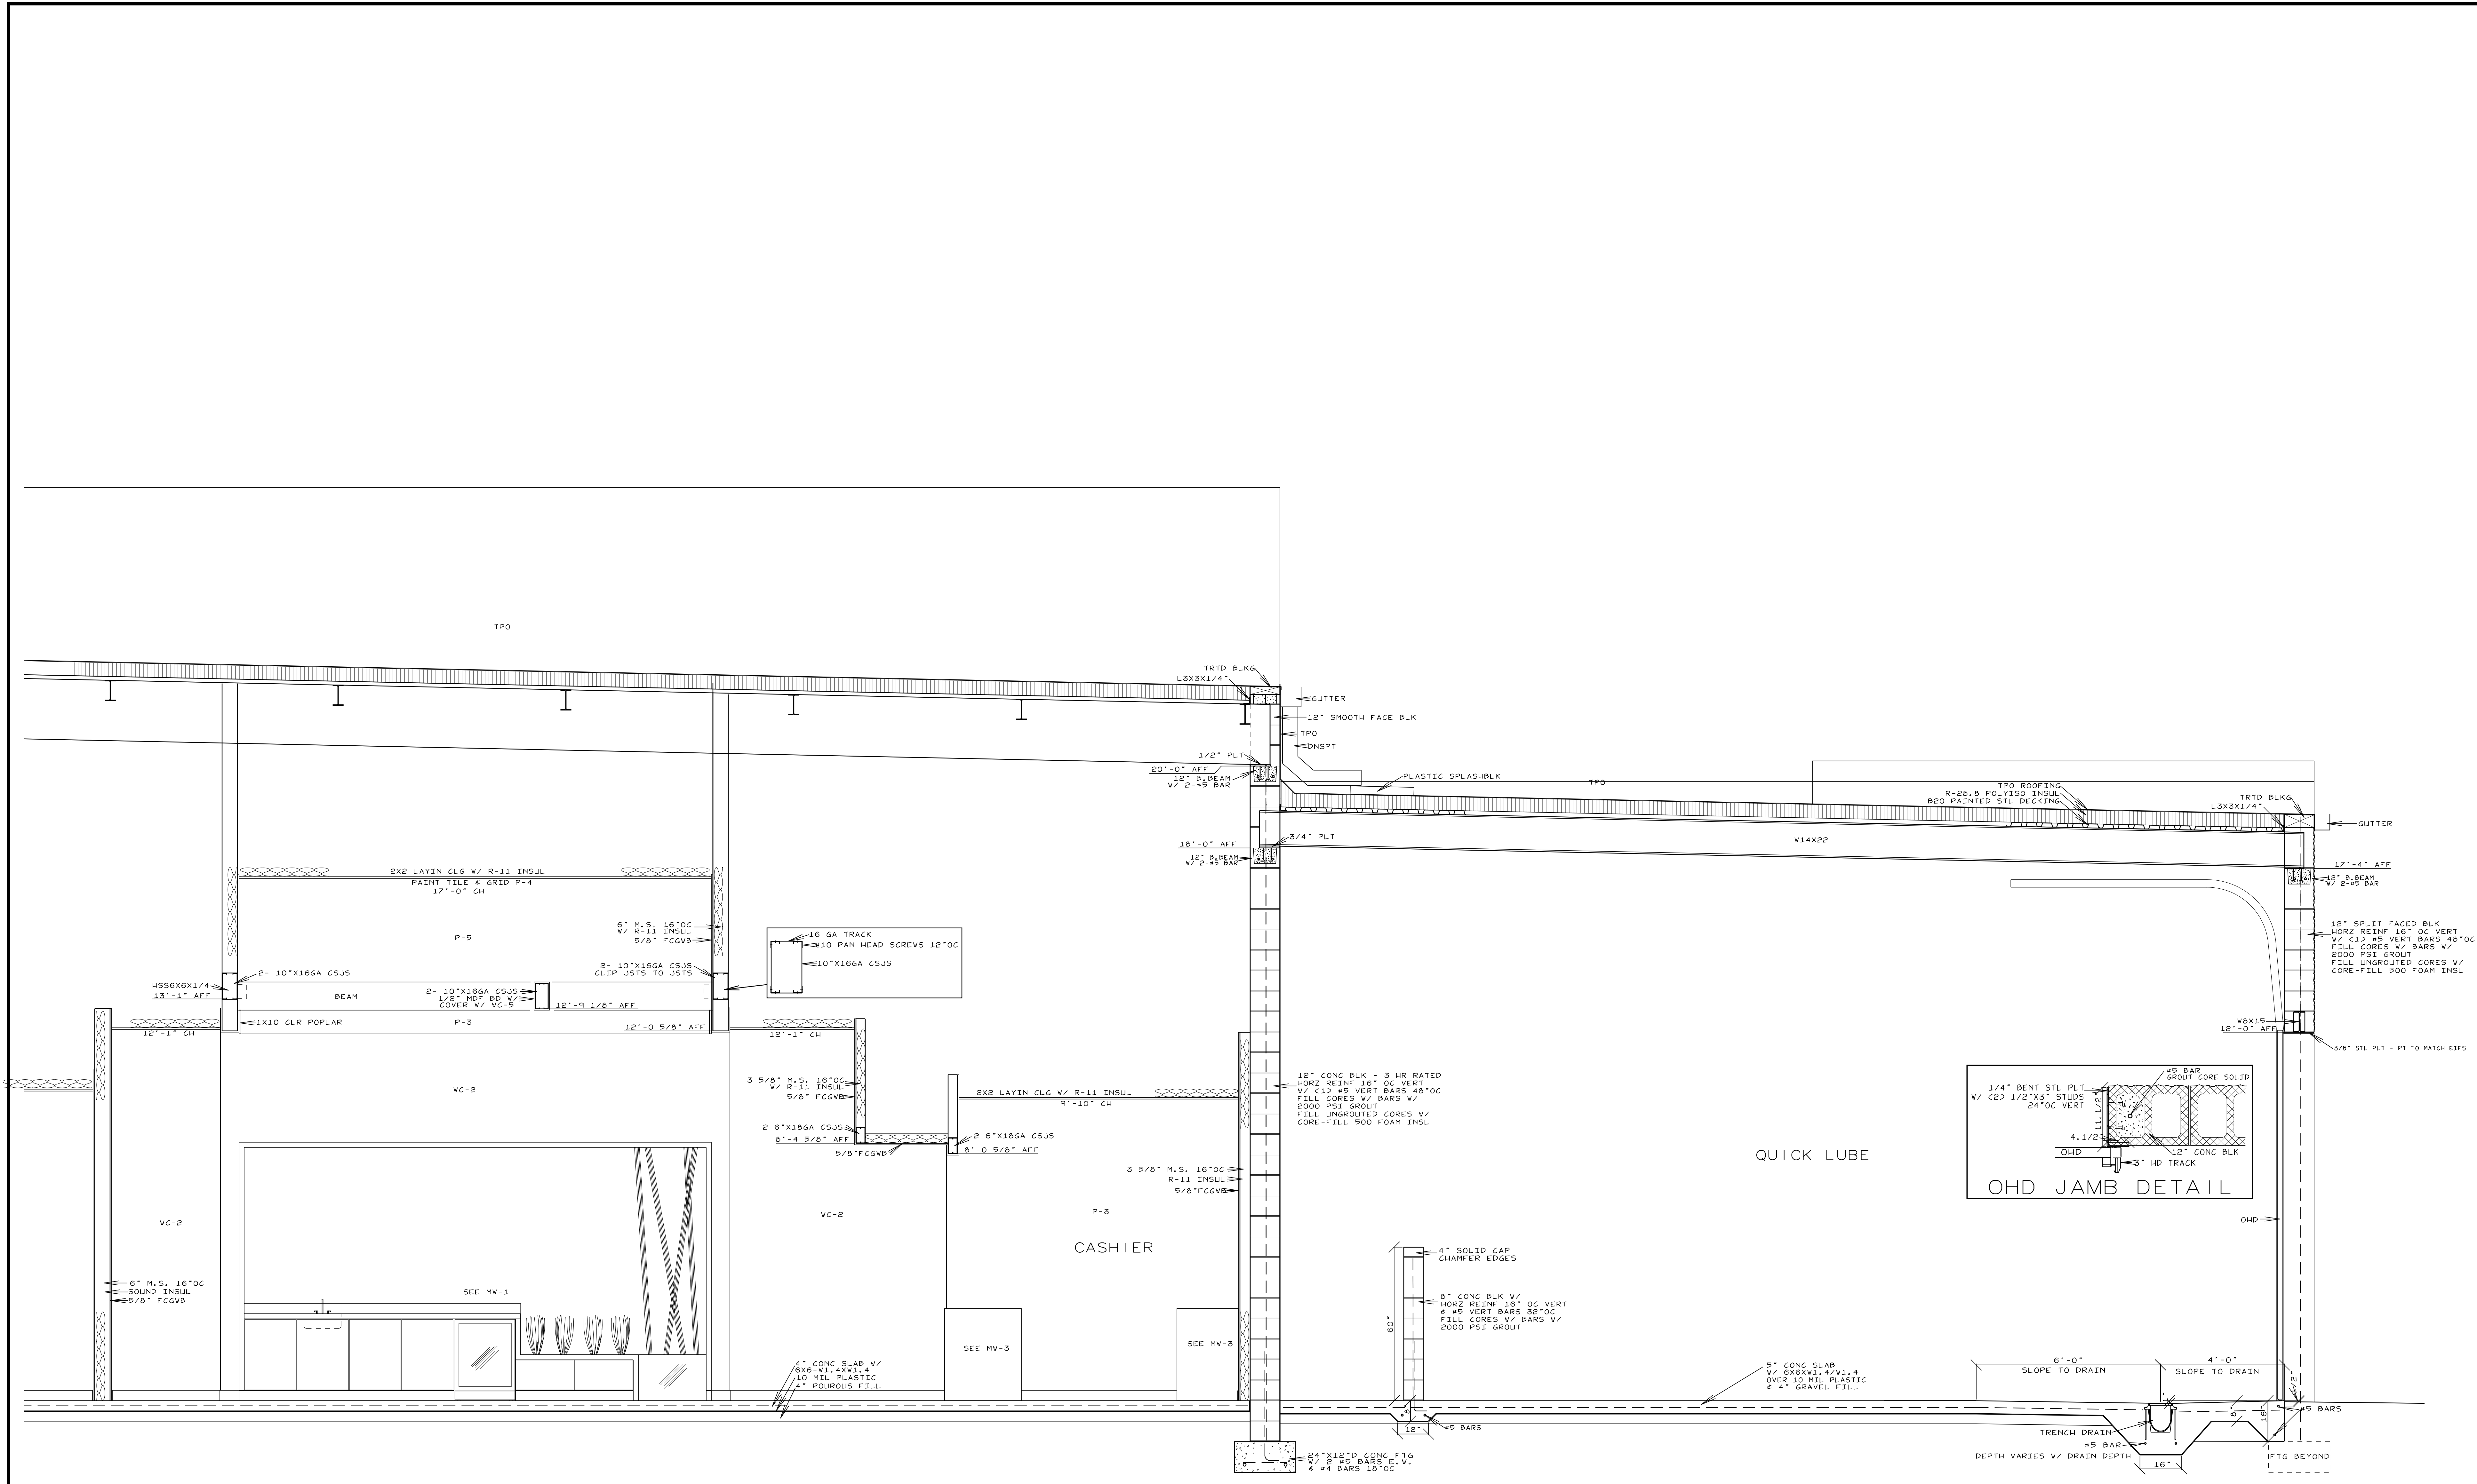 TPO
TRTD BLKG
L3X3X1/4"
GUTTER
12" SMOOTH FACE BLK
TPO
DNSPT
1/2" PLT
20'-0" AFF
12" B.BEAM
W/ 2-#5 BAR
PLASTIC SPLASHBLK
TPO
TPO ROOFING
R-28.8 POLYISO INSUL
B20 PAINTED STL DECKING
TRTD BLKG
L3X3X1/4"
GUTTER
3/4" PLT
18'-0" AFF
12" B.BEAM
W/ 2-#5 BAR
W14X22
17'-4" AFF
12" B.BEAM
W/ 2-#5 BAR
2X2 LAYIN CLG W/ R-11 INSUL
PAINT TILE & GRID P-4
17'-0" CH
6" M.S. 16"OC
W/ R-11 INSUL
5/8" FCGWB
P-5
16 GA TRACK
#10 PAN HEAD SCREWS 12"OC
10"X16GA CSJS
12" SPLIT FACED BLK
HORZ REINF 16" OC VERT
W/ (1) #5 VERT BARS 48"OC
FILL CORES W/ BARS W/
2000 PSI GROUT
FILL UNGROUTED CORES W/
CORE-FILL 500 FOAM INSL
2- 10"X16GA CSJS
2- 10"X16GA CSJS
CLIP JSTS TO JSTS
HSS6X6X1/4
13'-1" AFF
BEAM
2- 10"X16GA CSJS
1/2" MDF BD W/
COVER W/ WC-5
12'-9 1/8" AFF
1X10 CLR POPLAR
P-3
12'-0 5/8" AFF
12'-1" CH
12'-1" CH
W8X15
12'-0" AFF
3/8" STL PLT - PT TO MATCH EIFS
WC-2
3 5/8" M.S. 16"OC
W/ R-11 INSUL
5/8" FCGWB
2X2 LAYIN CLG W/ R-11 INSUL
9'-10" CH
12" CONC BLK - 3 HR RATED
HORZ REINF 16" OC VERT
W/ (1) #5 VERT BARS 48"OC
FILL CORES W/ BARS W/
2000 PSI GROUT
FILL UNGROUTED CORES W/
CORE-FILL 500 FOAM INSL
#5 BAR
GROUT CORE SOLID
1/4" BENT STL PLT
W/ (2) 1/2"X3" STUDS
24"OC VERT
11.1/2"
4.1/2"
OHD
12" CONC BLK
3" HD TRACK
OHD JAMB DETAIL
2 6"X18GA CSJS
8'-4 5/8" AFF
5/8"FCGWB
2 6"X18GA CSJS
8'-0 5/8" AFF
QUICK LUBE
3 5/8" M.S. 16"OC
R-11 INSUL
5/8"FCGWB
WC-2
WC-2
P-3
CASHIER
OHD
6" M.S. 16"OC
SOUND INSUL
5/8" FCGWB
SEE MW-1
4" SOLID CAP
CHAMFER EDGES
8" CONC BLK W/
HORZ REINF 16" OC VERT
& #5 VERT BARS 32"OC
FILL CORES W/ BARS W/
2000 PSI GROUT
60"
SEE MW-3
SEE MW-3
4" CONC SLAB W/
6X6-W1.4XW1.4
10 MIL PLASTIC
4" POUROUS FILL
5" CONC SLAB
W/ 6X6XW1.4/W1.4
OVER 10 MIL PLASTIC
& 4" GRAVEL FILL
6'-0"
SLOPE TO DRAIN
4'-0"
SLOPE TO DRAIN
8"
#5 BARS
12"
1"
8"
16"
1/2"
#5 BARS
TRENCH DRAIN
#5 BAR
DEPTH VARIES W/ DRAIN DEPTH
16"
FTG BEYOND
24"X12"D CONC FTG
W/ 2 #5 BARS E.W.
& #4 BARS 18"OC